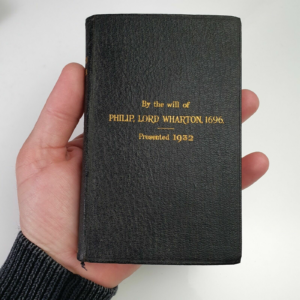 By the will of
PHILIP, LORD WHARTON, 1696.
Presented 1932